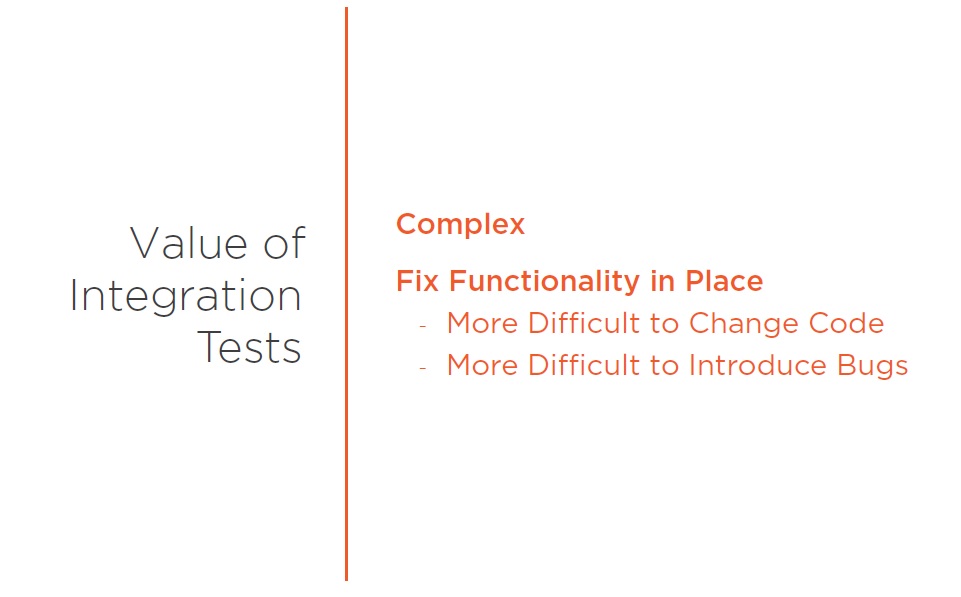 Value of
Integration
Tests
Complex
Fix Functionality in Place
- More Difficult to Change Code
- More Difficult to Introduce Bugs